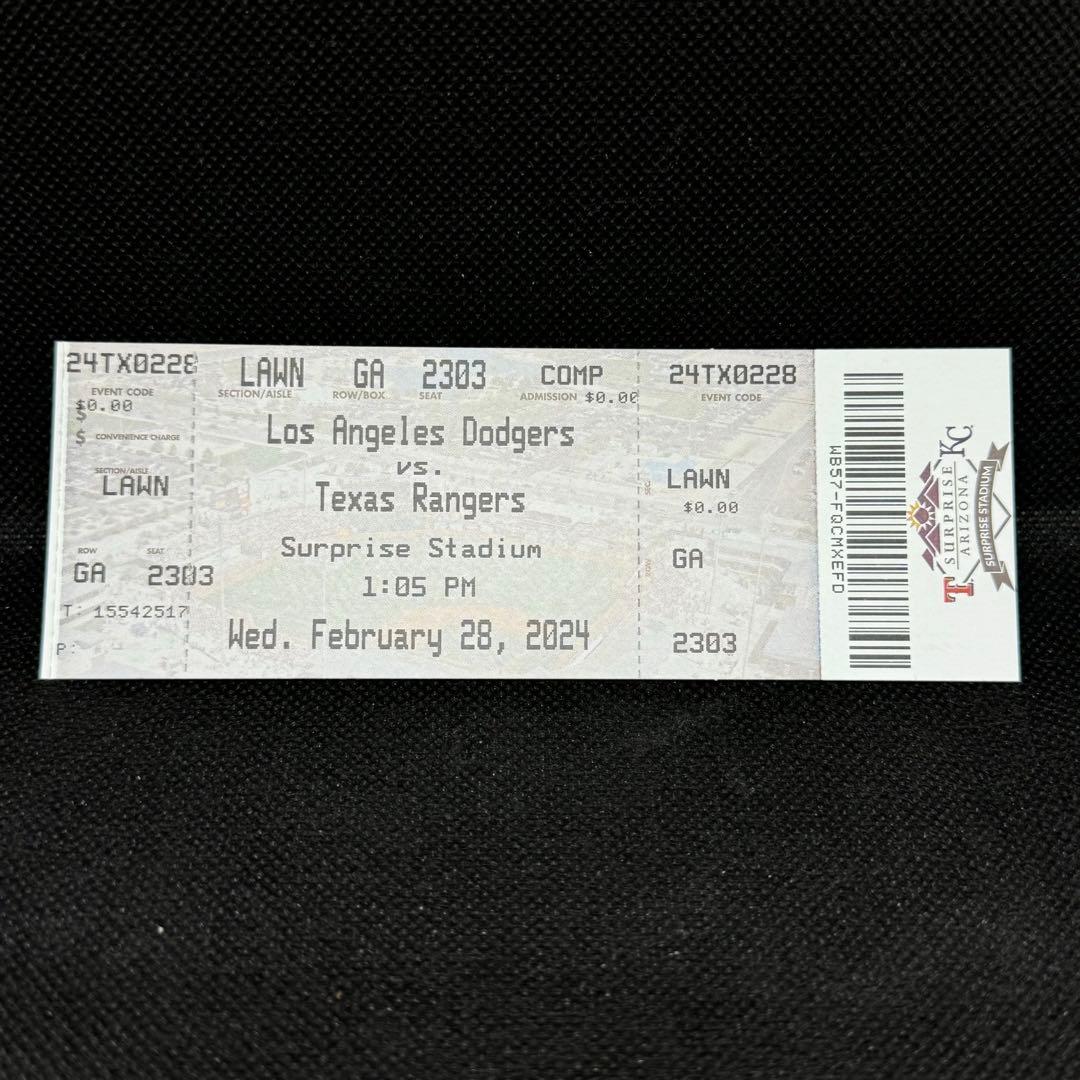 24TX0228
EVENT CODE
$0.00
$
$ CONVENIENCE CHARGE
SECTION/AISLE
LAWN
ROW SEAT
GA 2303
T: 15542517
P:
LAWN GA 2303 COMP
SECTION/AISLE ROW/BOX SEAT ADMISSION $0.00
Los Angeles Dodgers
vs.
Texas Rangers
Surprise Stadium
1:05 PM
Wed. February 28, 2024
24TX0228
EVENT CODE
SEC
LAWN
$0.00
ROW
GA
2303
WB57-FQCMXEFD
T KC
SURPRISE
ARIZONA
SURPRISE STADIUM